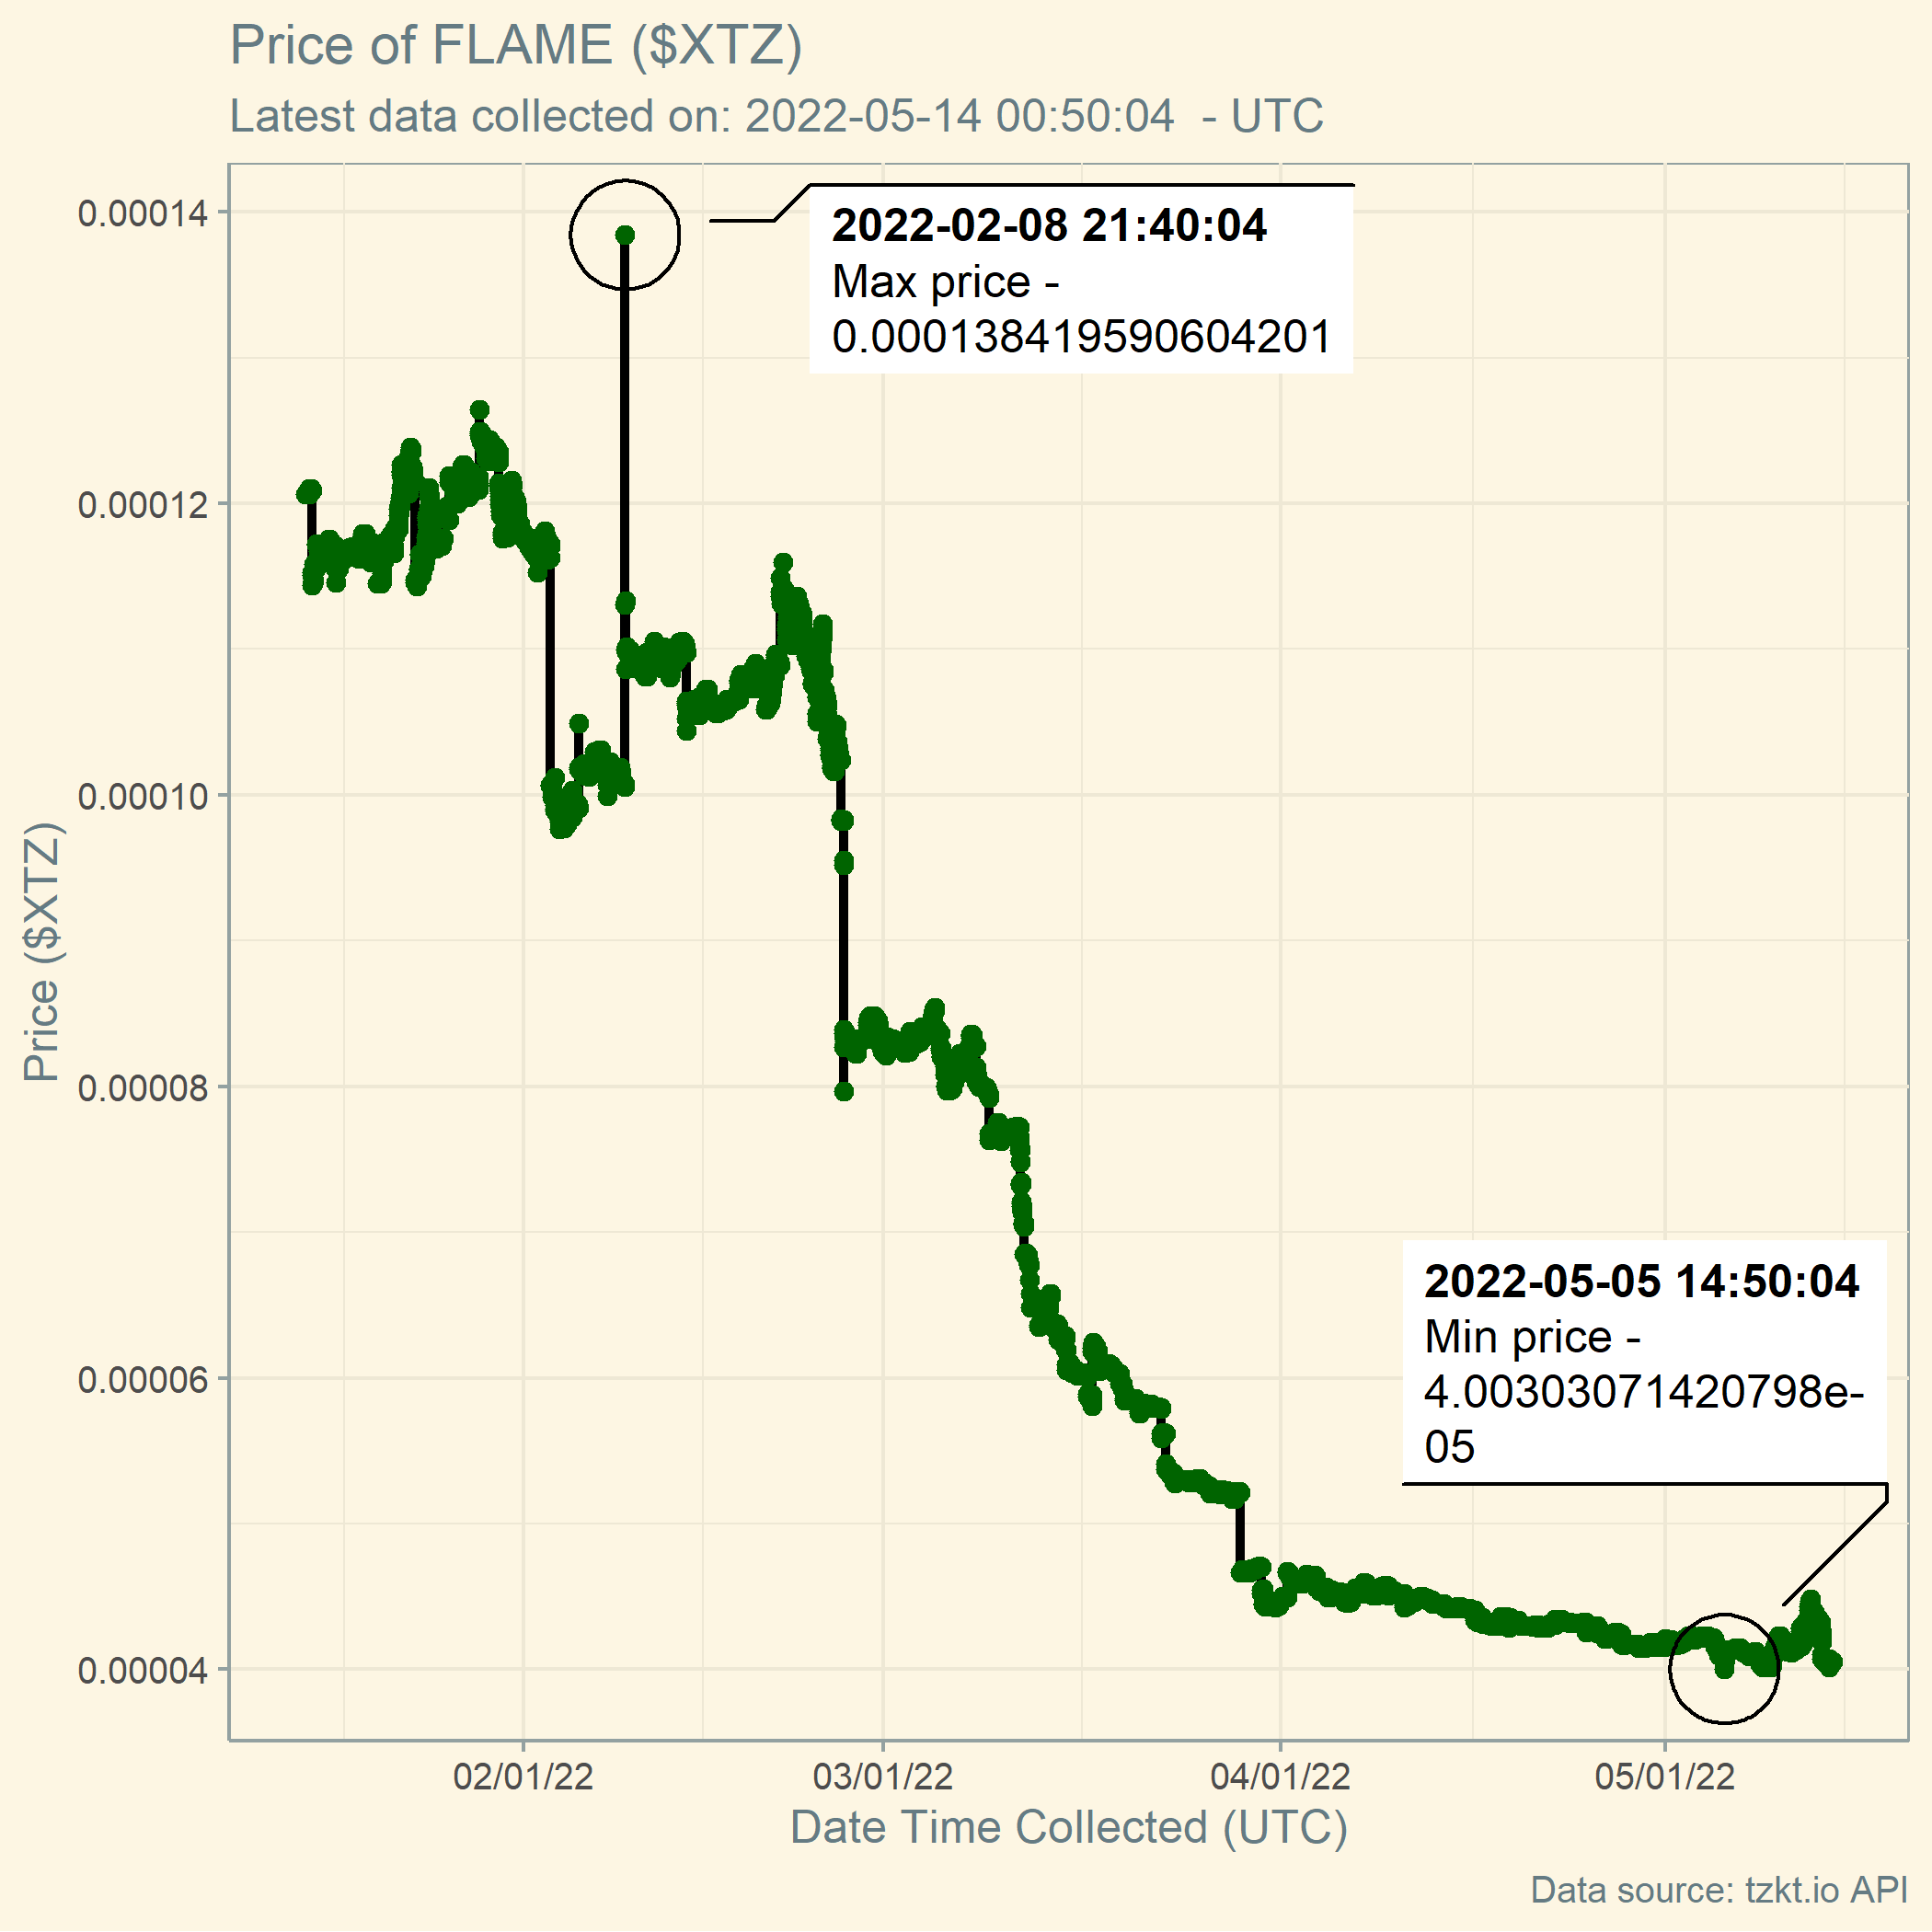 Price of FLAME ($XTZ)
Latest data collected on: 2022-05-14 00:50:04  - UTC
2022-02-08 21:40:04
Max price -
0.000138419590604201
0.00014
0.00012
0.00010
0.00008
0.00006
0.00004
Price ($XTZ)
2022-05-05 14:50:04
Min price -
4.00303071420798e-
05
02/01/22
03/01/22
04/01/22
05/01/22
Date Time Collected (UTC)
Data source: tzkt.io API